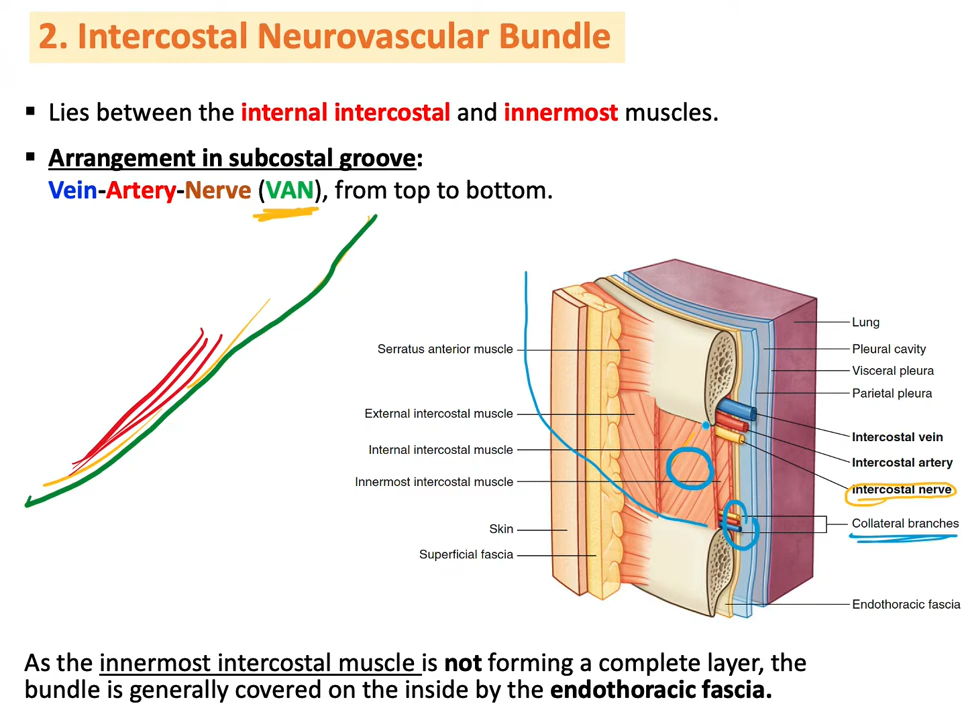 2. Intercostal Neurovascular Bundle
▪ Lies between the internal intercostal and innermost muscles.
▪ Arrangement in subcostal groove:
Vein-Artery-Nerve (VAN), from top to bottom.
Lung
Serratus anterior muscle
Pleural cavity
Visceral pleura
Parietal pleura
External intercostal muscle
Intercostal vein
Internal intercostal muscle
Intercostal artery
Innermost intercostal muscle
Intercostal nerve
Skin
Collateral branches
Superficial fascia
Endothoracic fascia
As the innermost intercostal muscle is not forming a complete layer, the
bundle is generally covered on the inside by the endothoracic fascia.